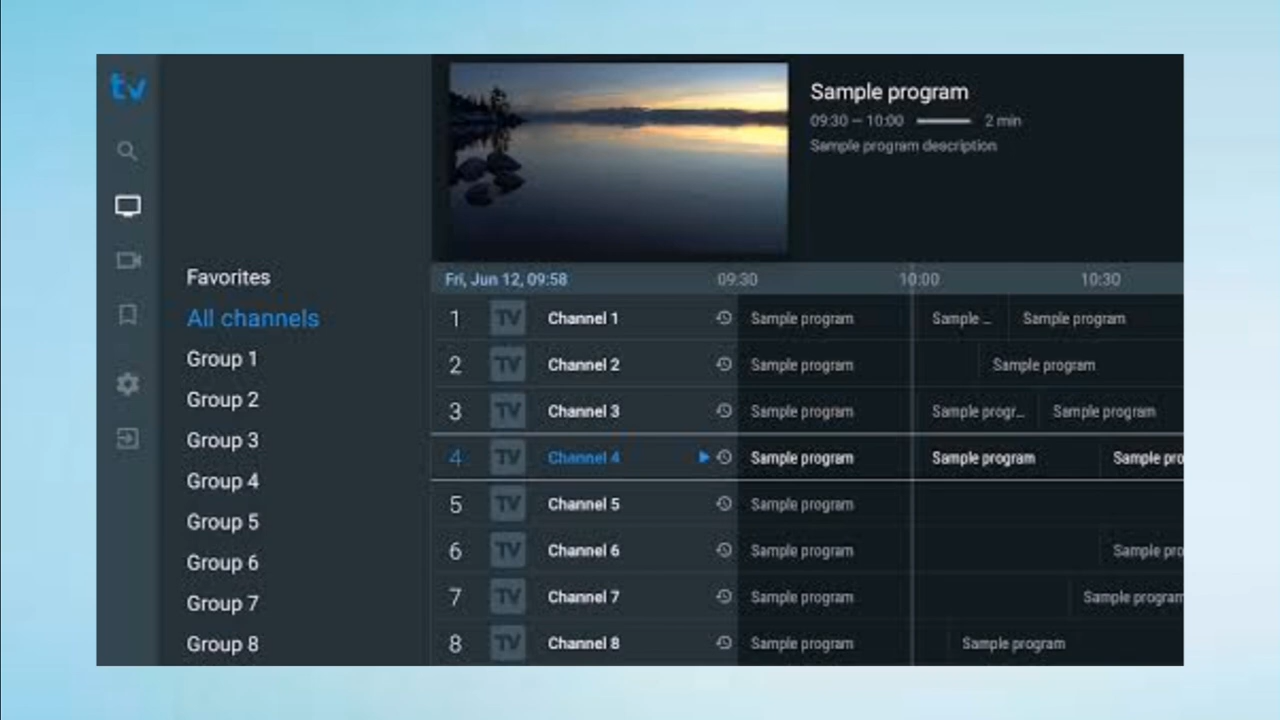 tv
Sample program
09:30 – 10:00 2 min
Sample program description
Favorites
All channels
Group 1
Group 2
Group 3
Group 4
Group 5
Group 6
Group 7
Group 8
Fri, Jun 12, 09:58 09:30 10:00 10:30
1 TV Channel 1 Sample program Sample ... Sample program
2 TV Channel 2 Sample program Sample program
3 TV Channel 3 Sample program Sample progr... Sample program
4 TV Channel 4 Sample program Sample program Sample pro
5 TV Channel 5 Sample program
6 TV Channel 6 Sample program Sample pro
7 TV Channel 7 Sample program Sample program
8 TV Channel 8 Sample program Sample program